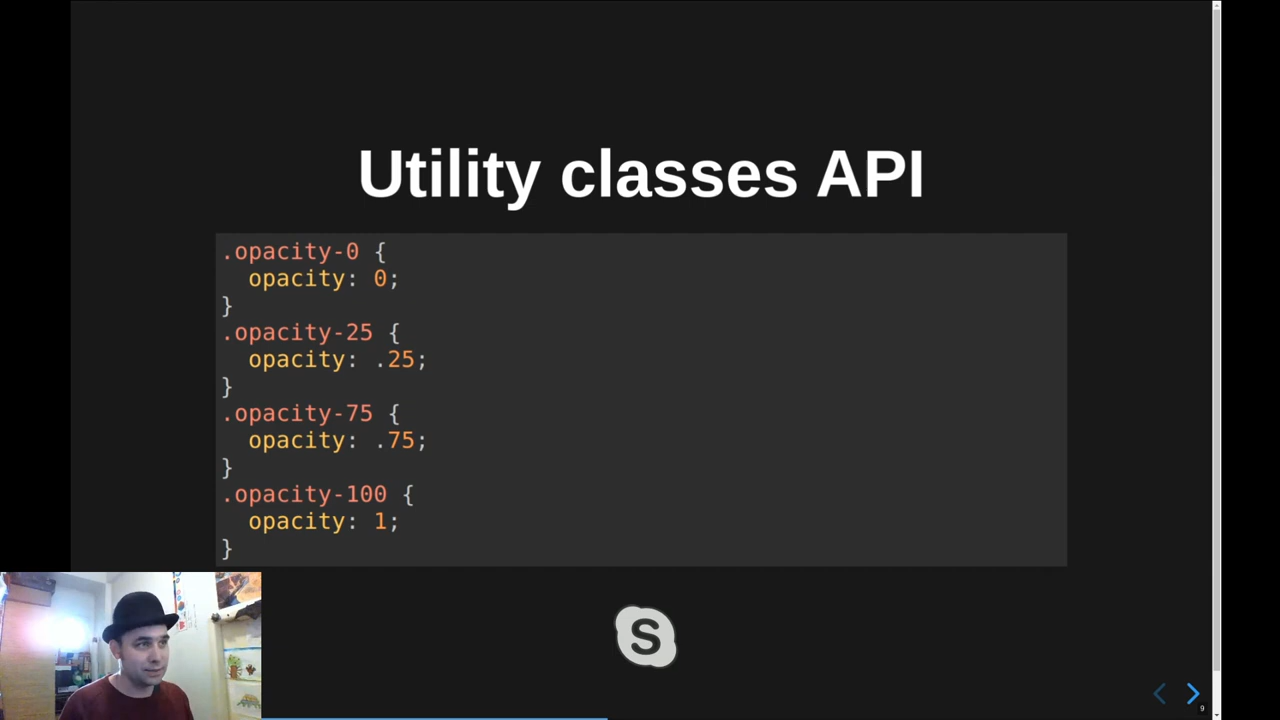 Utility classes API
.opacity-0 {
  opacity: 0;
}
.opacity-25 {
  opacity: .25;
}
.opacity-75 {
  opacity: .75;
}
.opacity-100 {
  opacity: 1;
}
S
9